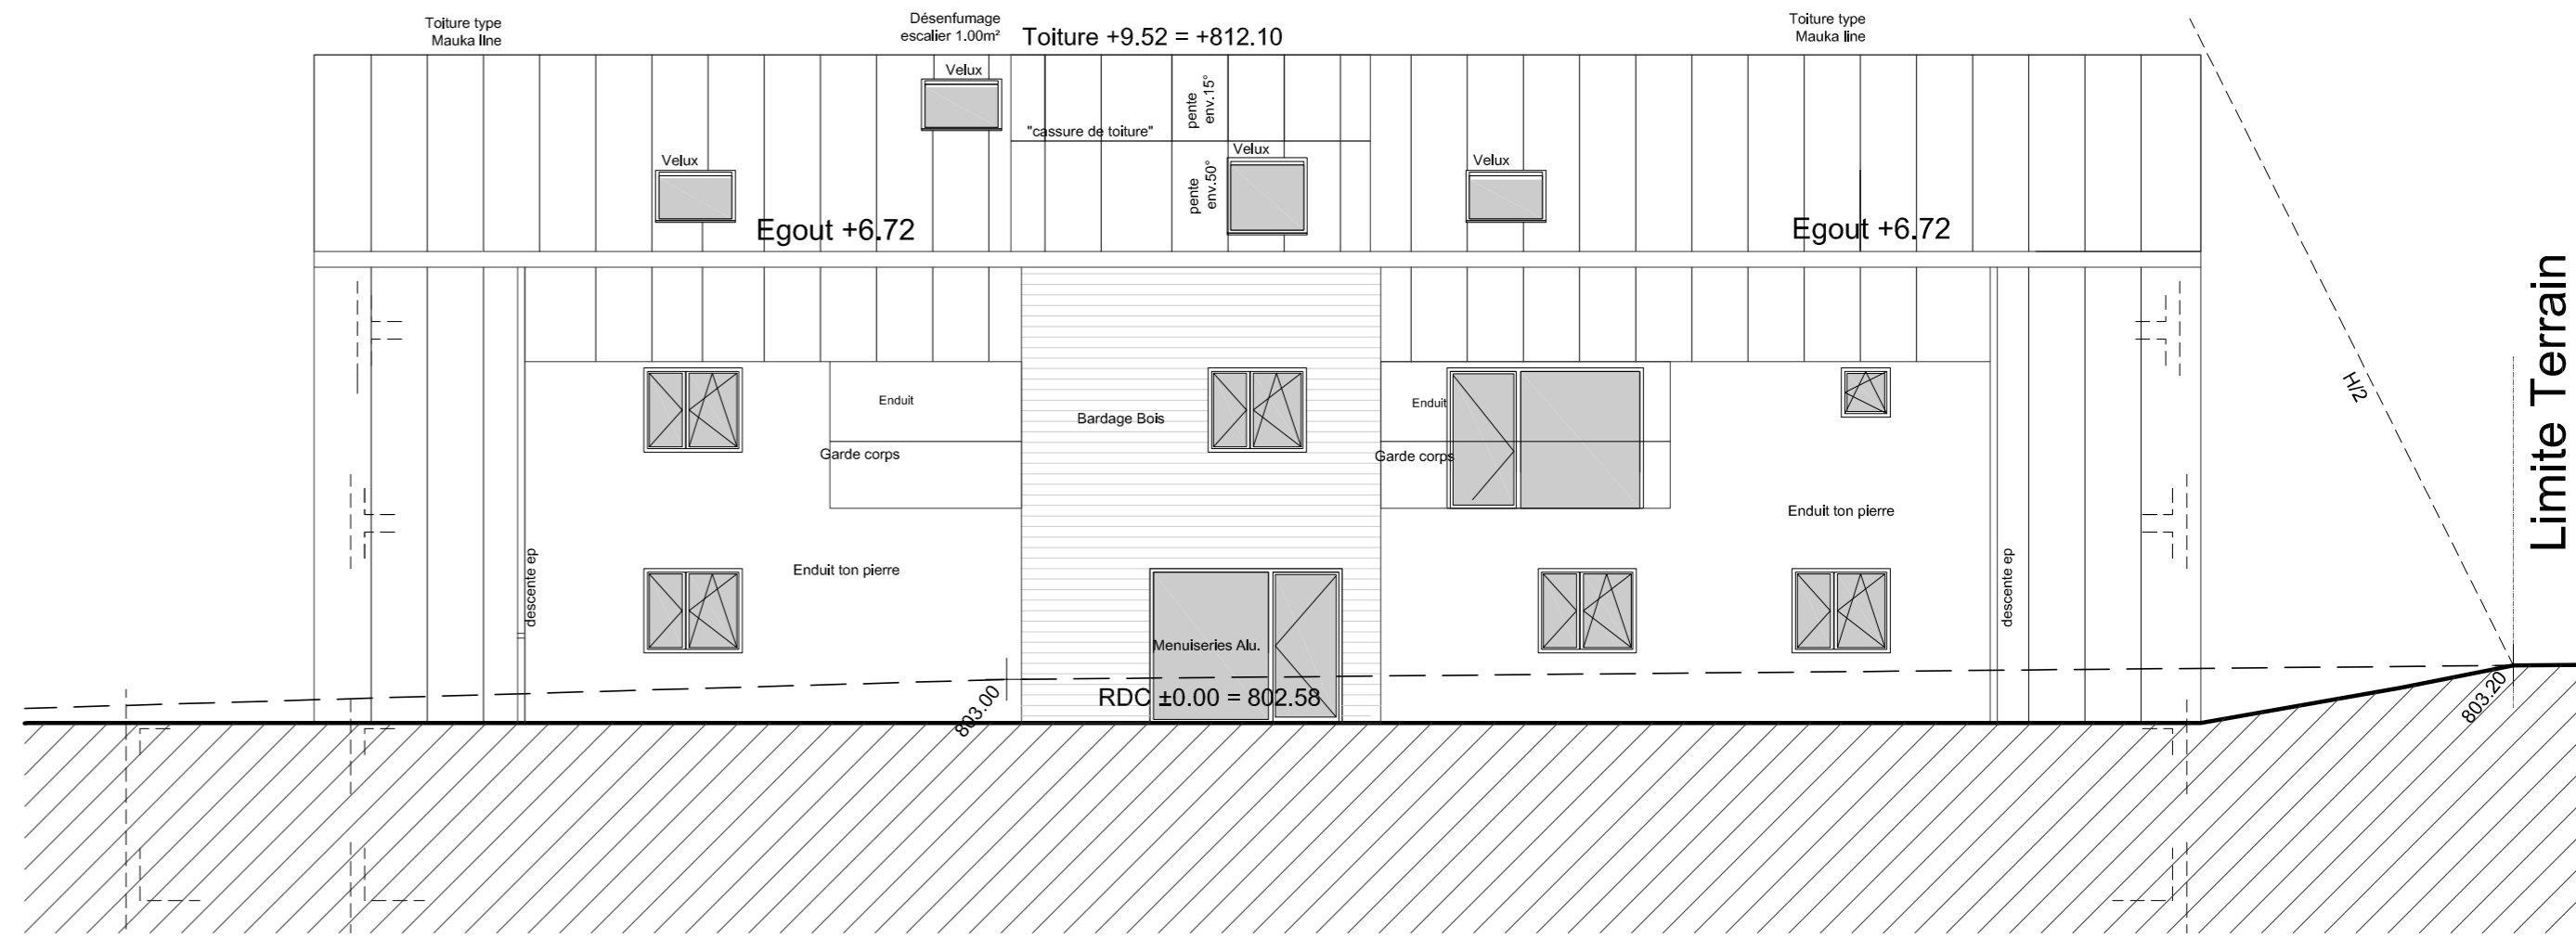 Toiture type
Mauka line
Désenfumage
escalier 1.00m²
Toiture +9.52 = +812.10
Toiture type
Mauka line
Velux
pente
env.15°
"cassure de toiture"
Velux
Velux
Velux
pente
env.50°
Egout +6.72
Egout +6.72
Limite Terrain
H/2
Enduit
Bardage Bois
Enduit
Garde corps
Garde corps
Enduit ton pierre
Enduit ton pierre
descente ep
descente ep
Menuiseries Alu.
RDC ±0.00 = 802.58
803.00
803.20